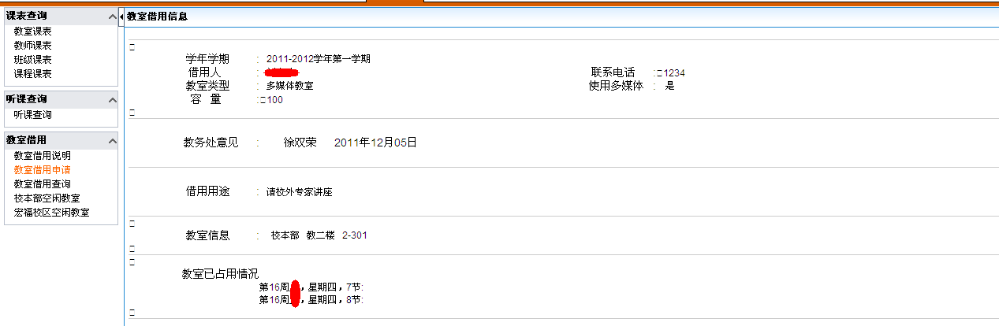 课表查询
教室课表
教师课表
班级课表
课程课表
听课查询
听课查询
教室借用
教室借用说明
教室借用申请
教室借用查询
校本部空闲教室
宏福校区空闲教室
教室借用信息
学年学期 : 2011-2012学年第一学期
借用人 :
联系电话 : 1234
教室类型 : 多媒体教室
使用多媒体 : 是
容 量 : 100
教务处意见 : 徐双荣 2011年12月05日
借用用途 : 请校外专家讲座
教室信息 : 校本部 教二楼 2-301
教室已占用情况
第16周 , 星期四, 7节:
第16周 , 星期四, 8节: